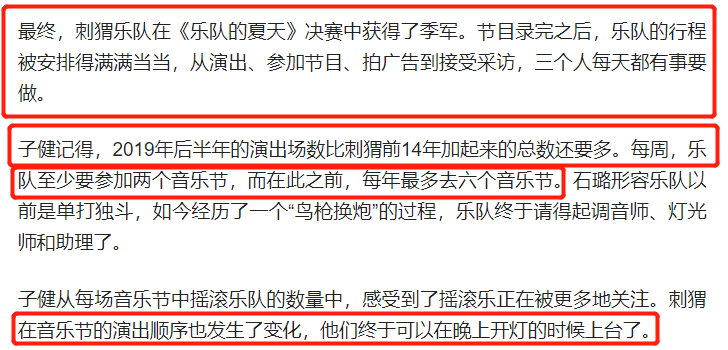 最终，刺猬乐队在《乐队的夏天》决赛中获得了季军。节目录完之后，乐队的行程
被安排得满满当当，从演出、参加节目、拍广告到接受采访，三个人每天都有事要
做。
子健记得，2019年后半年的演出场数比刺猬前14年加起来的总数还要多。每周，乐
队至少要参加两个音乐节，而在此之前，每年最多去六个音乐节。石璐形容乐队以
前是单打独斗，如今经历了一个“鸟枪换炮”的过程，乐队终于请得起调音师、灯光
师和助理了。
子健从每场音乐节中摇滚乐队的数量中，感受到了摇滚乐正在被更多地关注。刺猬
在音乐节的演出顺序也发生了变化，他们终于可以在晚上开灯的时候上台了。